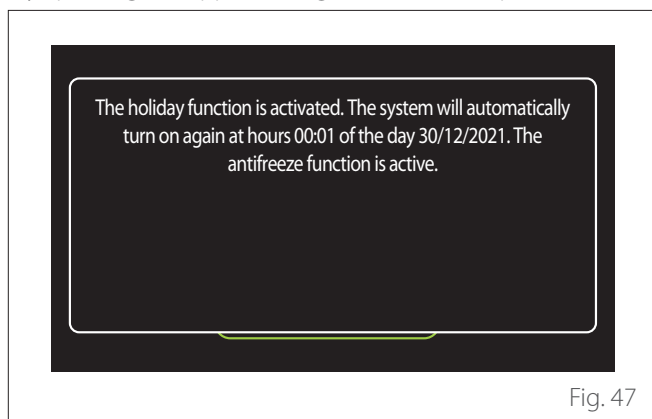 The holiday function is activated. The system will automatically
turn on again at hours 00:01 of the day 30/12/2021. The
antifreeze function is active.
Fig. 47